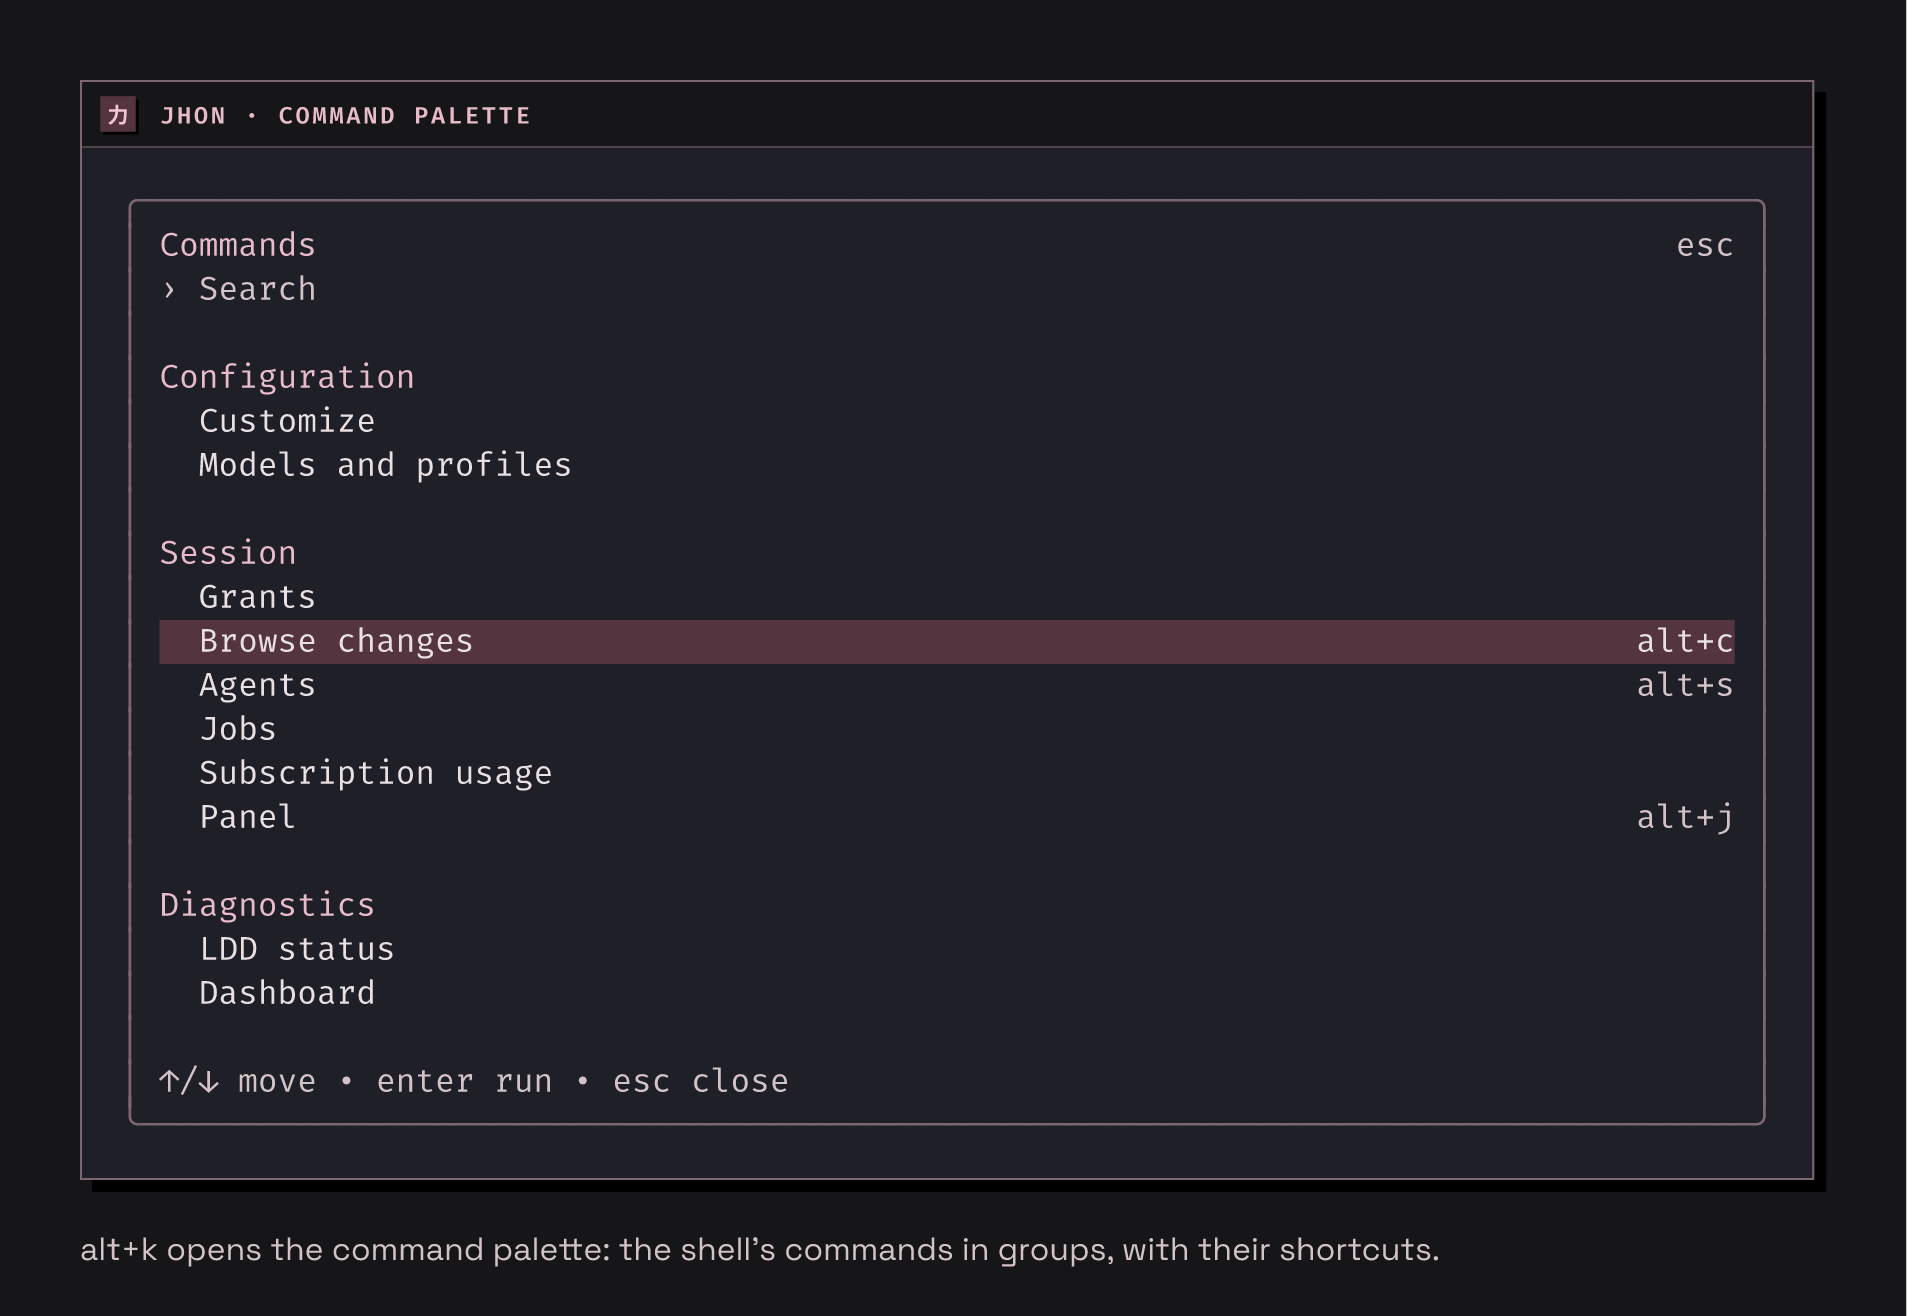 力 JHON · COMMAND PALETTE
Commands esc
› Search
Configuration
Customize
Models and profiles
Session
Grants
Browse changes alt+c
Agents alt+s
Jobs
Subscription usage
Panel alt+j
Diagnostics
LDD status
Dashboard
↑/↓ move • enter run • esc close
alt+k opens the command palette: the shell’s commands in groups, with their shortcuts.